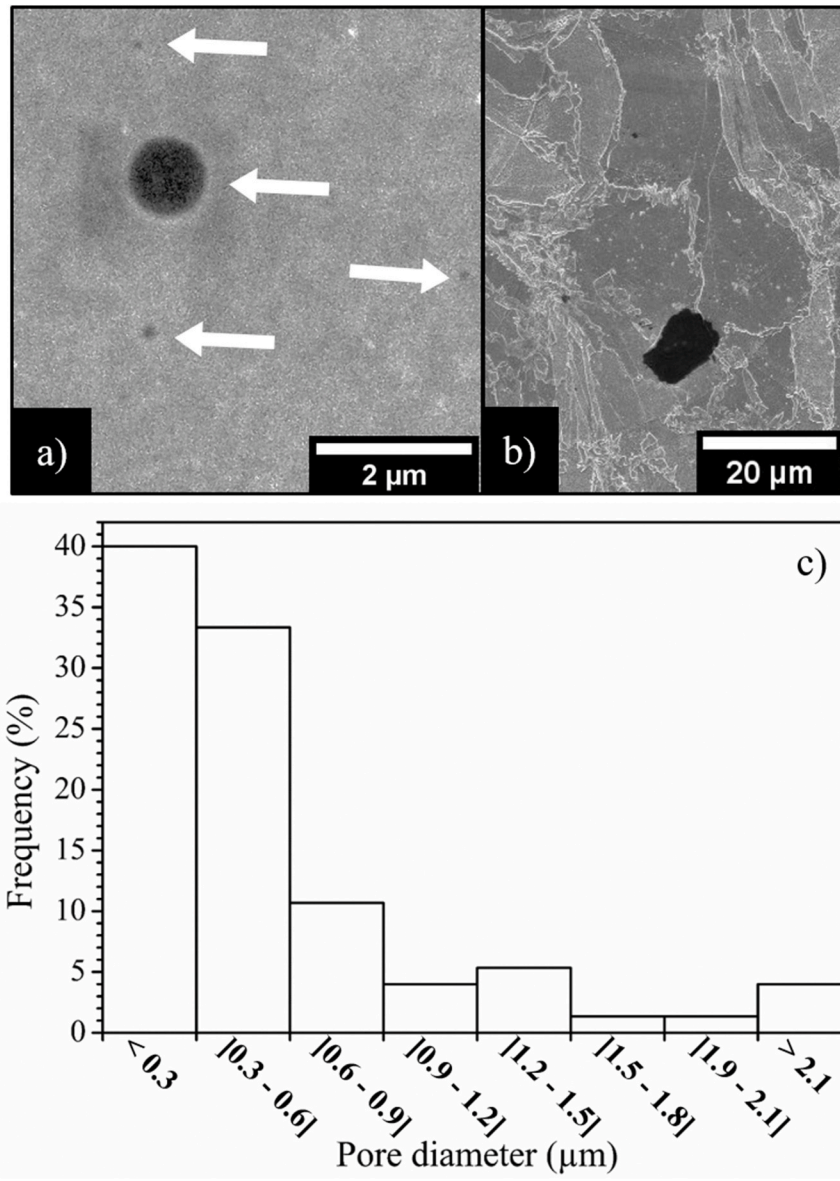 a)
2 µm
b)
20 µm
c)
Frequency (%)
40
35
30
25
20
15
10
5
0
< 0.3
]0.3 - 0.6]
]0.6 - 0.9]
]0.9 - 1.2]
]1.2 - 1.5]
]1.5 - 1.8]
]1.9 - 2.1]
> 2.1
Pore diameter (µm)